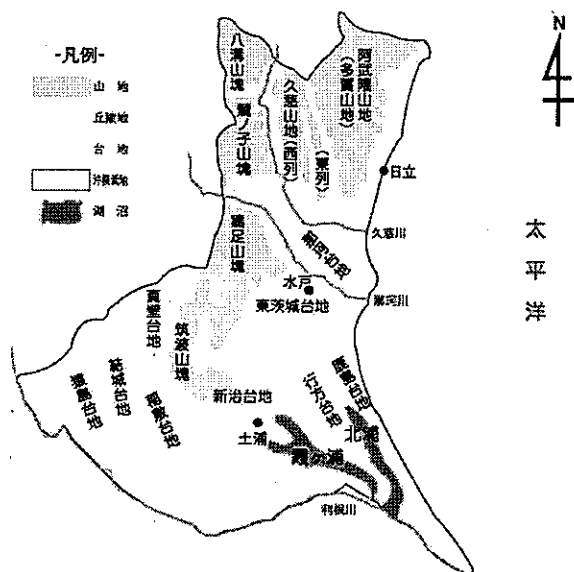 -凡例-
山地
丘陵地
台地
沖積低地
湖沼
N
八溝山塊
鷲ノ子山塊
久慈山地(西列)
(東列)
阿武隈山地
(多賀山地)
日立
久慈川
那珂台地
鶏足山塊
水戸
東茨城台地
那珂川
太平洋
真壁台地
筑波山塊
結城台地
猿島台地
新治台地
行方台地
鹿島台地
北浦
土浦
霞ヶ浦
利根川